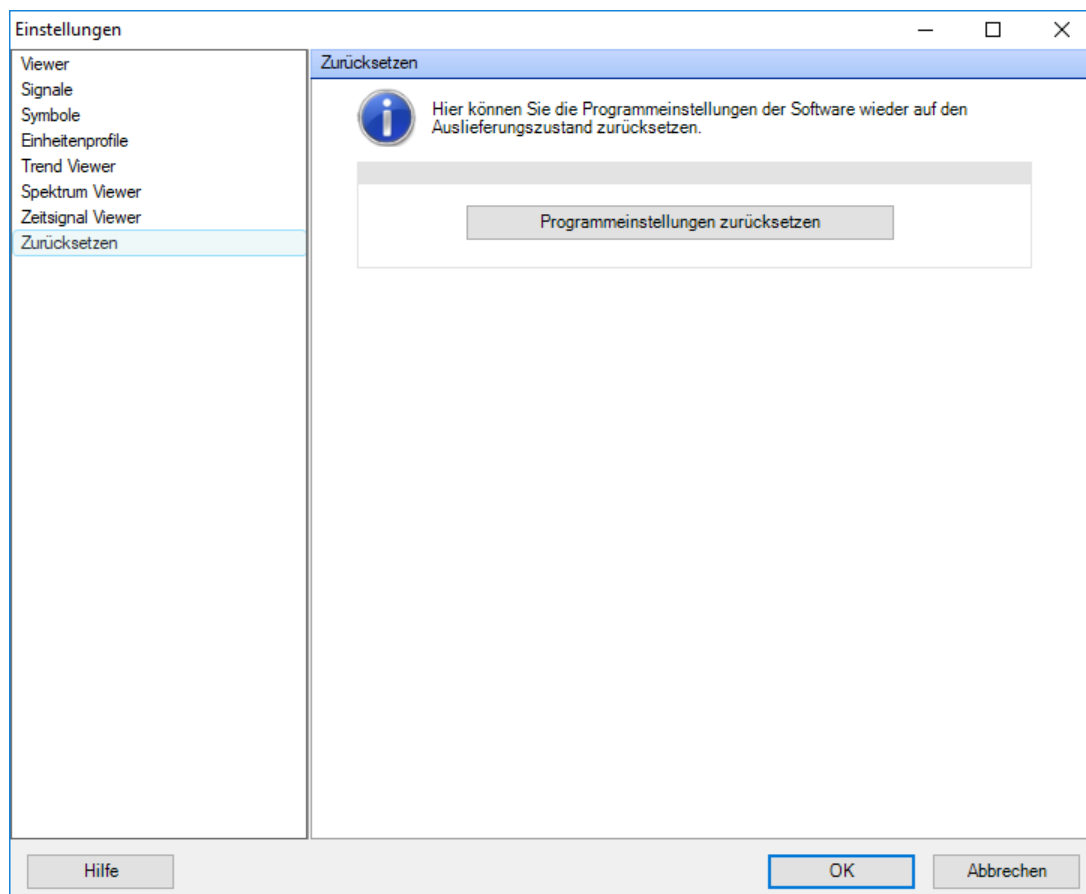 Einstellungen
Viewer
Signale
Symbole
Einheitenprofile
Trend Viewer
Spektrum Viewer
Zeitsignal Viewer
Zurücksetzen
Zurücksetzen
Hier können Sie die Programmeinstellungen der Software wieder auf den
Auslieferungszustand zurücksetzen.
Programmeinstellungen zurücksetzen
Hilfe
OK
Abbrechen